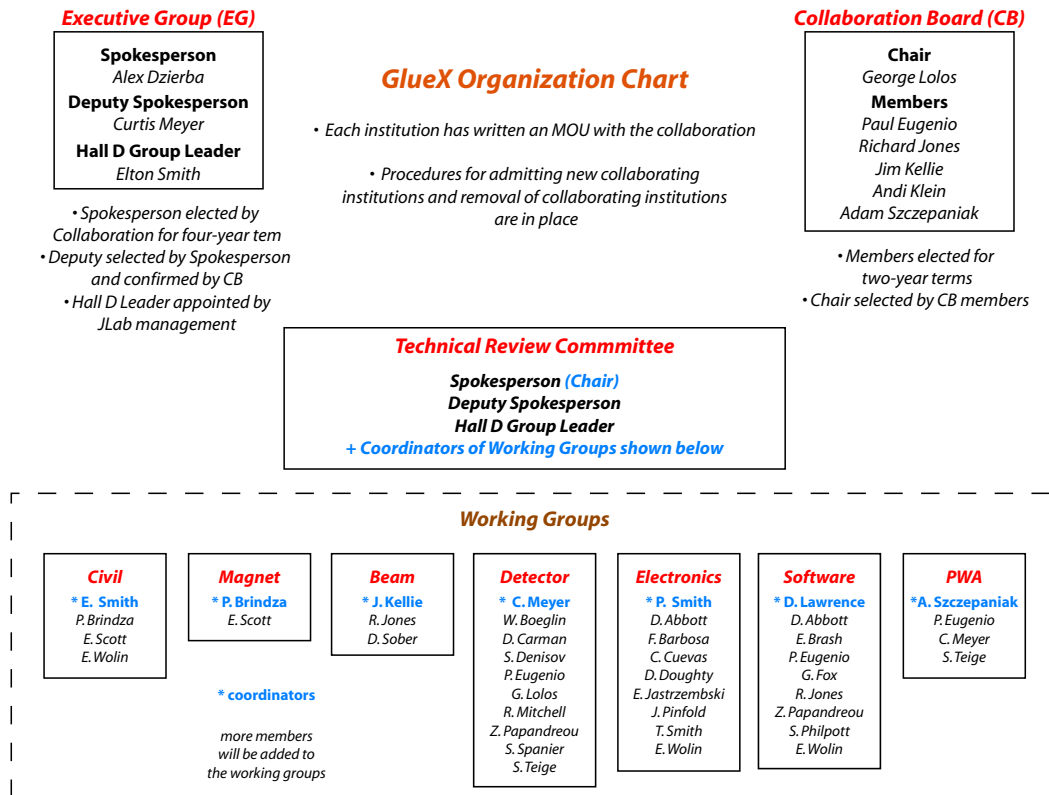 Executive Group (EG)
Spokesperson
Alex Dzierba
Deputy Spokesperson
Curtis Meyer
Hall D Group Leader
Elton Smith
• Spokesperson elected by
Collaboration for four-year tem
• Deputy selected by Spokesperson
and confirmed by CB
• Hall D Leader appointed by
JLab management
GlueX Organization Chart
• Each institution has written an MOU with the collaboration
• Procedures for admitting new collaborating
institutions and removal of collaborating institutions
are in place
Collaboration Board (CB)
Chair
George Lolos
Members
Paul Eugenio
Richard Jones
Jim Kellie
Andi Klein
Adam Szczepaniak
• Members elected for
two-year terms
• Chair selected by CB members
Technical Review Commmittee
Spokesperson (Chair)
Deputy Spokesperson
Hall D Group Leader
+ Coordinators of Working Groups shown below
Working Groups
Civil
* E. Smith
P. Brindza
E. Scott
E. Wolin
Magnet
* P. Brindza
E. Scott
Beam
* J. Kellie
R. Jones
D. Sober
* coordinators
more members
will be added to
the working groups
Detector
* C. Meyer
W. Boeglin
D. Carman
S. Denisov
P. Eugenio
G. Lolos
R. Mitchell
Z. Papandreou
S. Spanier
S. Teige
Electronics
* P. Smith
D. Abbott
F. Barbosa
C. Cuevas
D. Doughty
E. Jastrzembski
J. Pinfold
T. Smith
E. Wolin
Software
* D. Lawrence
D. Abbott
E. Brash
P. Eugenio
G. Fox
R. Jones
Z. Papandreou
S. Philpott
E. Wolin
PWA
*A. Szczepaniak
P. Eugenio
C. Meyer
S. Teige